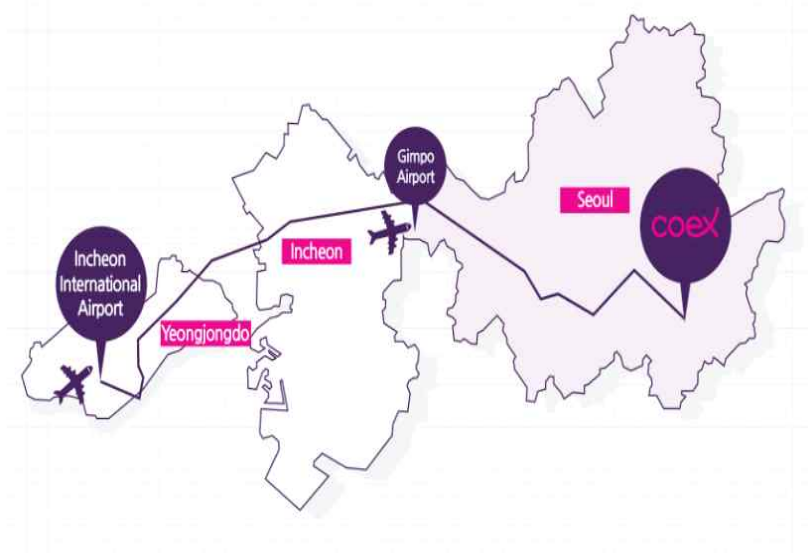 Gimpo
Airport
Seoul
coex
Incheon
Incheon
International
Airport
Yeongjongdo